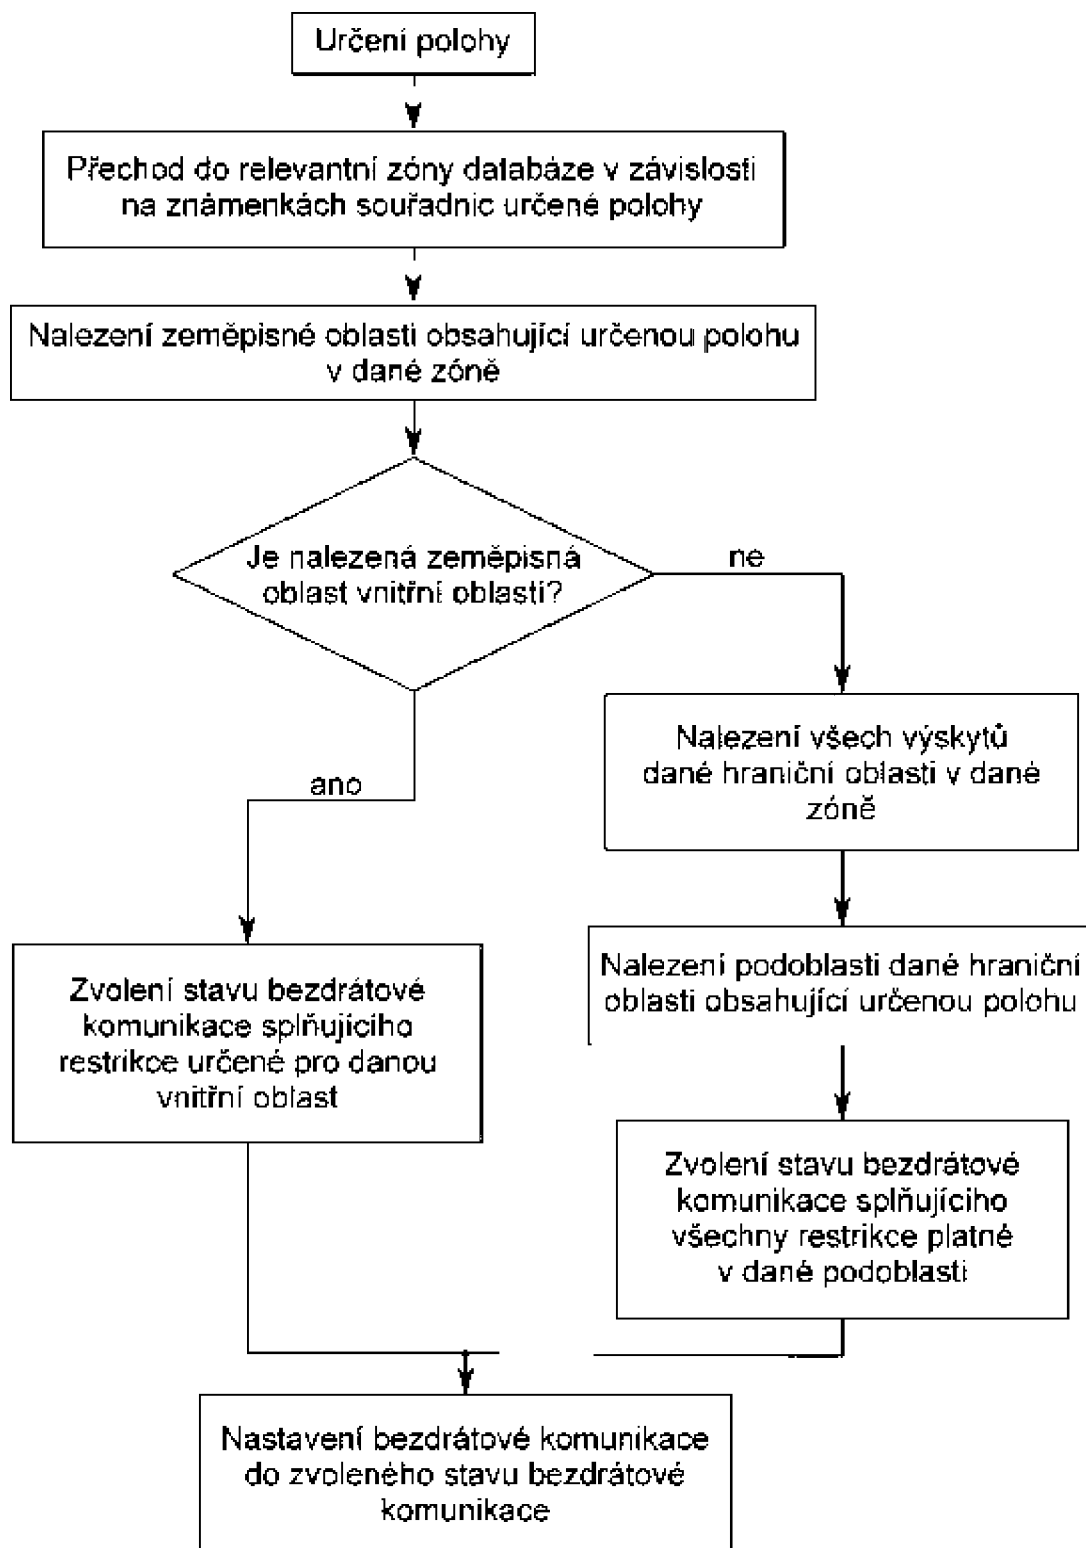 Určení polohy
Přechod do relevantní zóny databáze v závislosti
na známenkách souřadnic určené polohy
Nalezení zeměpisné oblasti obsahující určenou polohu
v dané zóně
Je nalezená zeměpisná
oblast vnitřní oblastí?
ne
ano
Nalezení všech výskytů
dané hraniční oblasti v dané
zóně
Nalezení podoblasti dané hraniční
oblasti obsahující určenou polohu
Zvolení stavu bezdrátové
komunikace splňujícího
restrikce určené pro danou
vnitřní oblast
Zvolení stavu bezdrátové
komunikace splňujícího
všechny restrikce platné
v dané podoblasti
Nastavení bezdrátové komunikace
do zvoleného stavu bezdrátové
komunikace